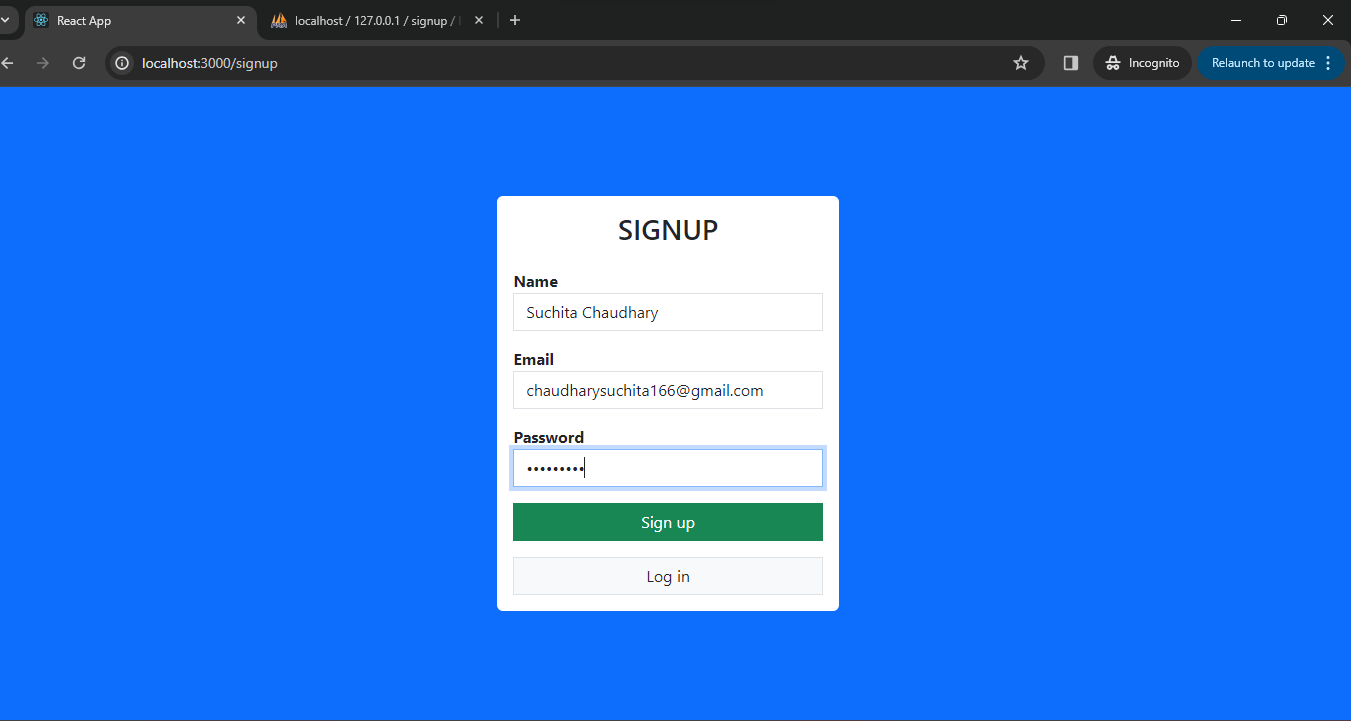 React App
localhost / 127.0.0.1 / signup /
localhost:3000/signup
Incognito
Relaunch to update
SIGNUP
Name
Suchita Chaudhary
Email
chaudharysuchita166@gmail.com
Password
•••••••••
Sign up
Log in